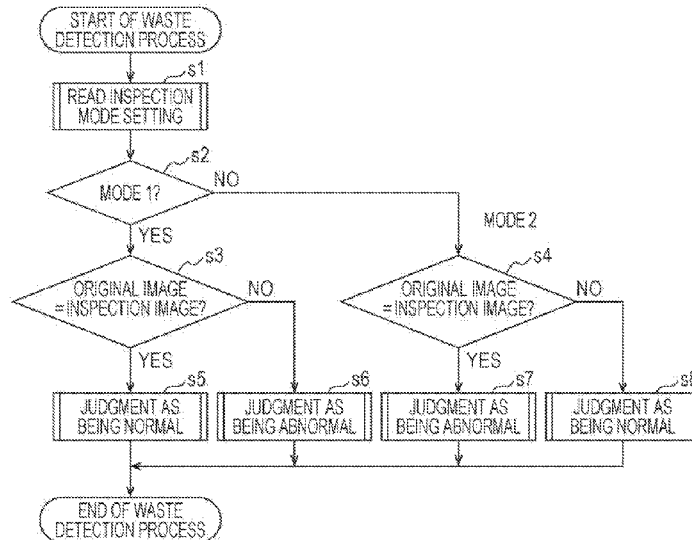 START OF WASTE
DETECTION PROCESS
s1
READ INSPECTION
MODE SETTING
s2
MODE 1?
NO
YES
MODE 2
s3
ORIGINAL IMAGE
=INSPECTION IMAGE?
NO
YES
s4
ORIGINAL IMAGE
=INSPECTION IMAGE?
NO
YES
s5
JUDGMENT AS
BEING NORMAL
s6
JUDGMENT AS
BEING ABNORMAL
s7
JUDGMENT AS
BEING ABNORMAL
JUDGMENT AS
BEING NORMAL
END OF WASTE
DETECTION PROCESS